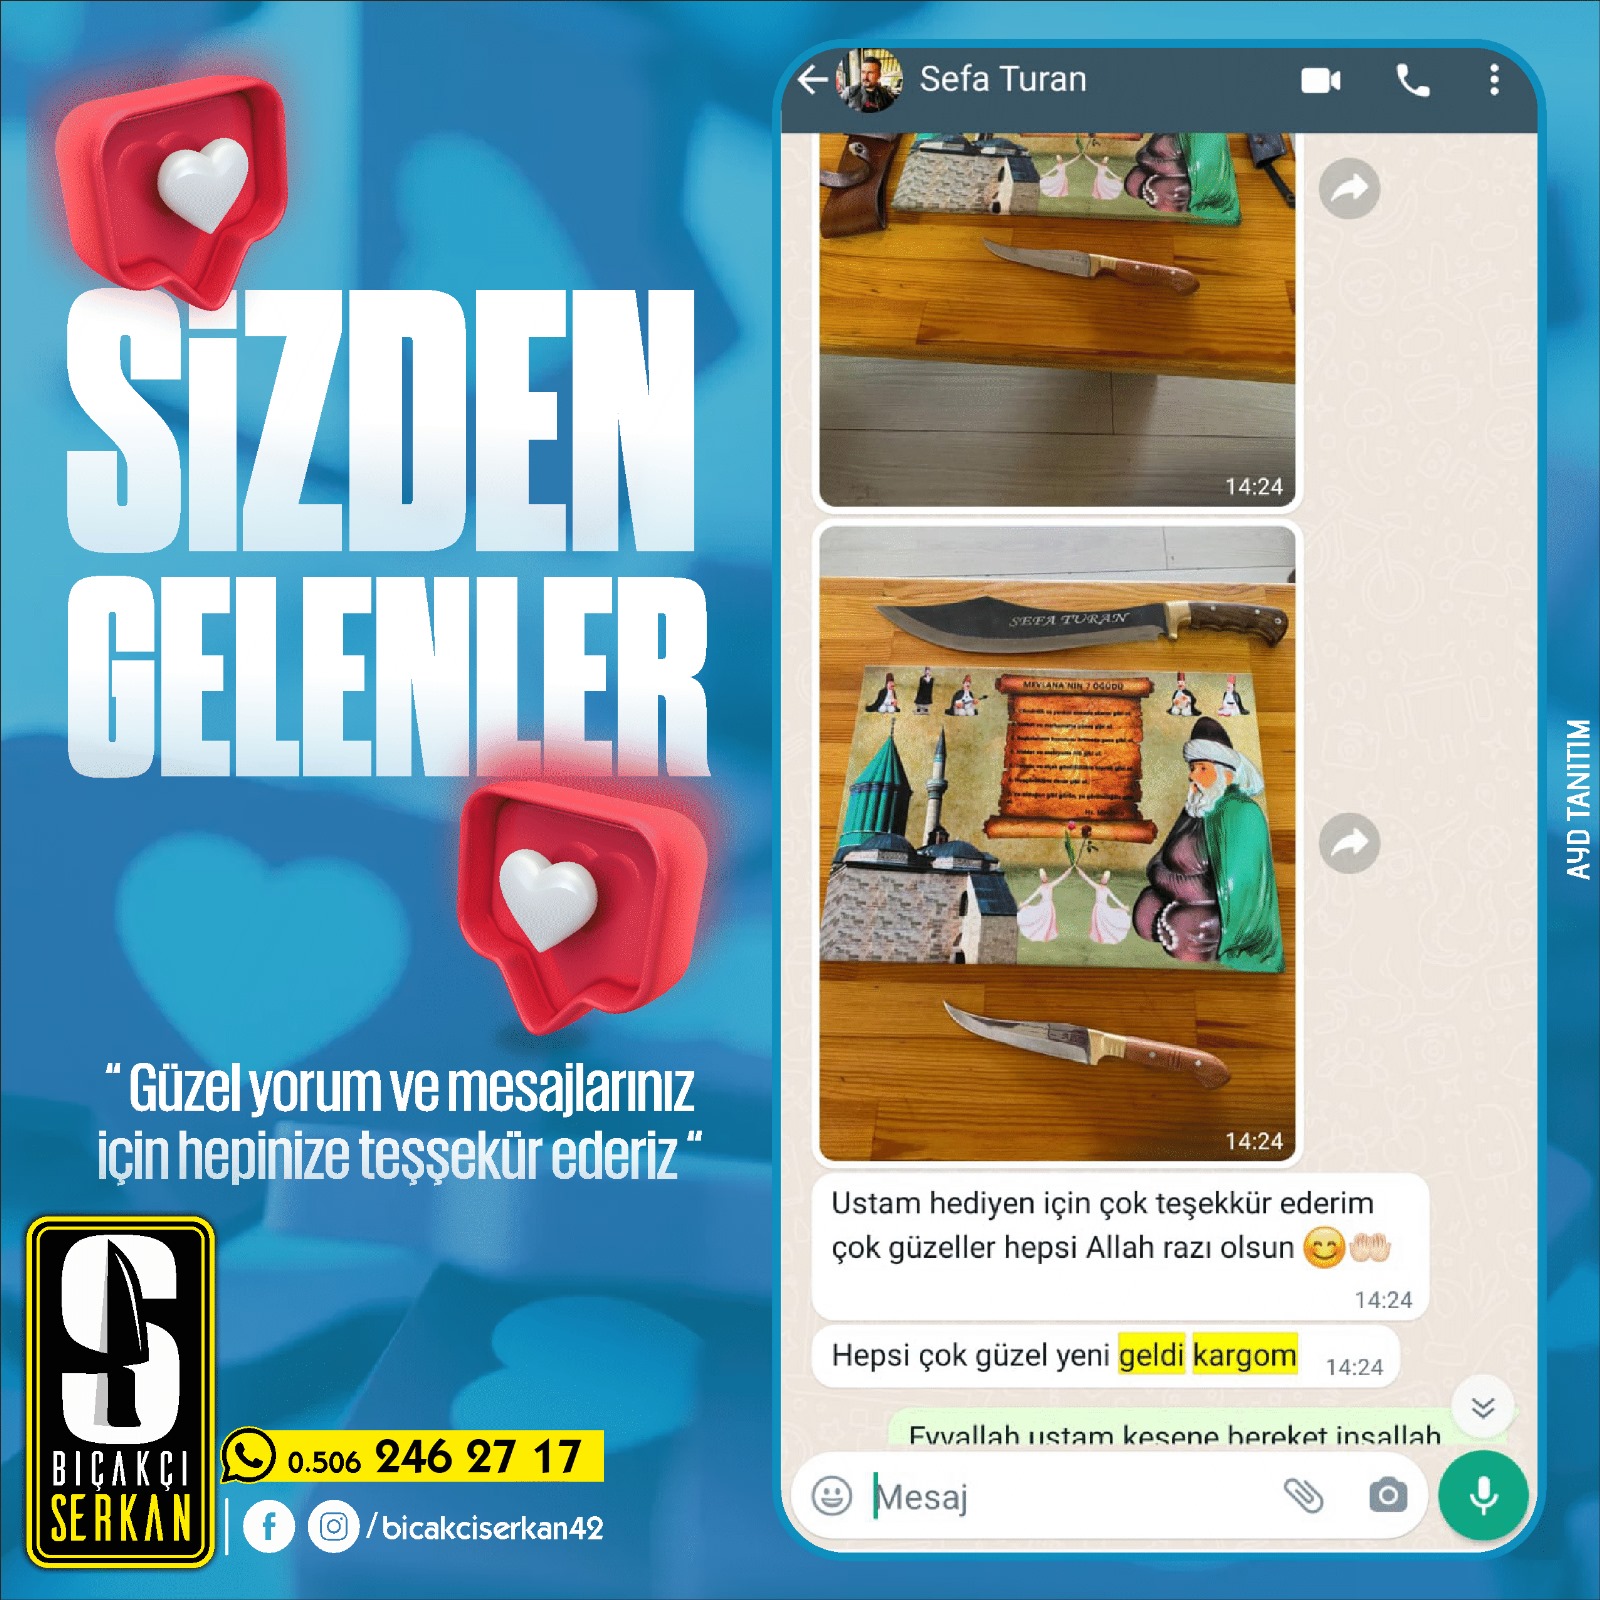 SİZDEN
GELENLER
“ Güzel yorum ve mesajlarınız
için hepinize teşşekür ederiz “
S
BIÇAKÇI
SERKAN
0.506 246 27 17
f
/bicakciserkan42
Sefa Turan
14:24
SEFA TURAN
MEVLANA'NIN 7 ÖĞÜDÜ
14:24
Ustam hediyen için çok teşekkür ederim
çok güzeller hepsi Allah razı olsun 😊🤲🏻
14:24
Hepsi çok güzel yeni geldi kargom 14:24
Eyvallah ustam kesene bereket inşallah
Mesaj
AYD TANITIM